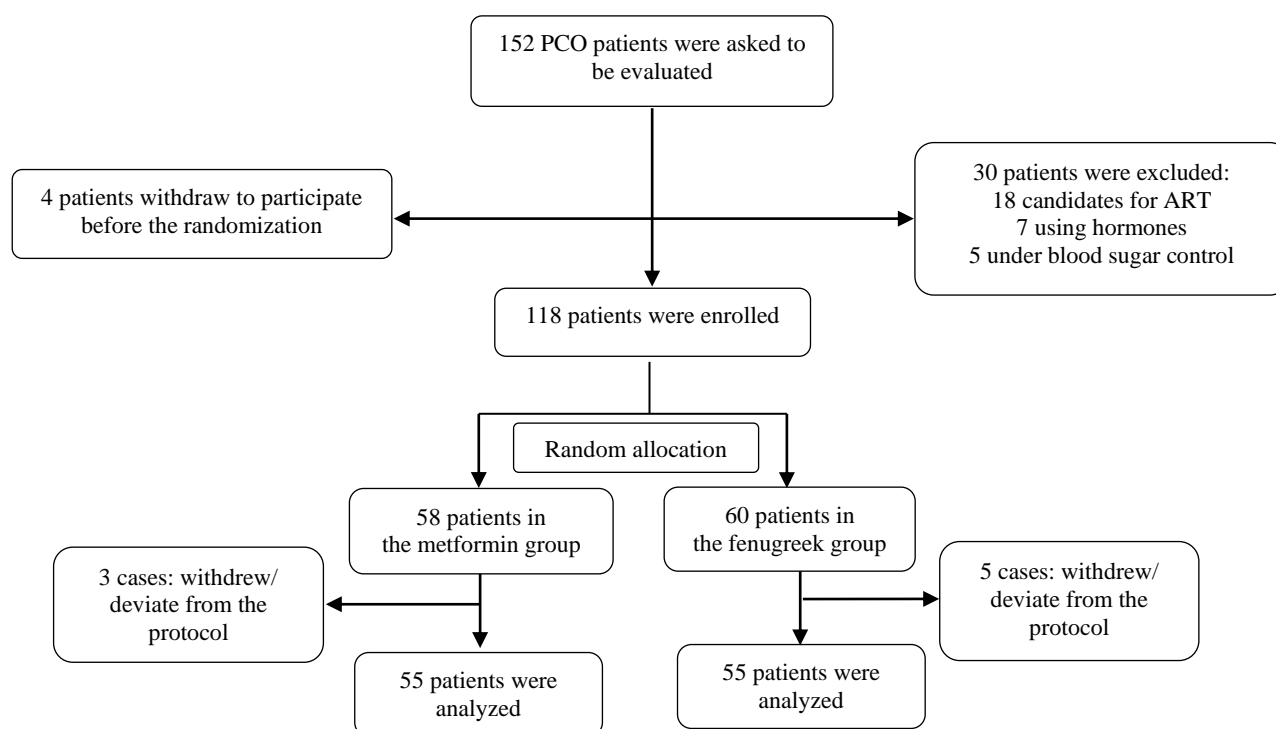 152 PCO patients were asked to
be evaluated
4 patients withdraw to participate
before the randomization
30 patients were excluded:
18 candidates for ART
7 using hormones
5 under blood sugar control
118 patients were enrolled
Random allocation
58 patients in
the metformin group
60 patients in
the fenugreek group
3 cases: withdrew/
deviate from the
protocol
5 cases: withdrew/
deviate from the
protocol
55 patients were
analyzed
55 patients were
analyzed